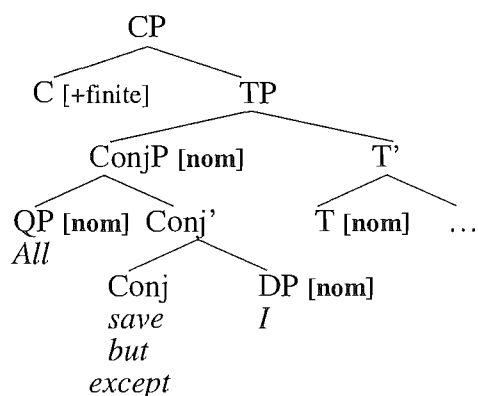 CP
C [+finite] TP
ConjP [nom] T'
QP [nom] Conj' T [nom] ...
All
Conj DP [nom]
save I
but
except